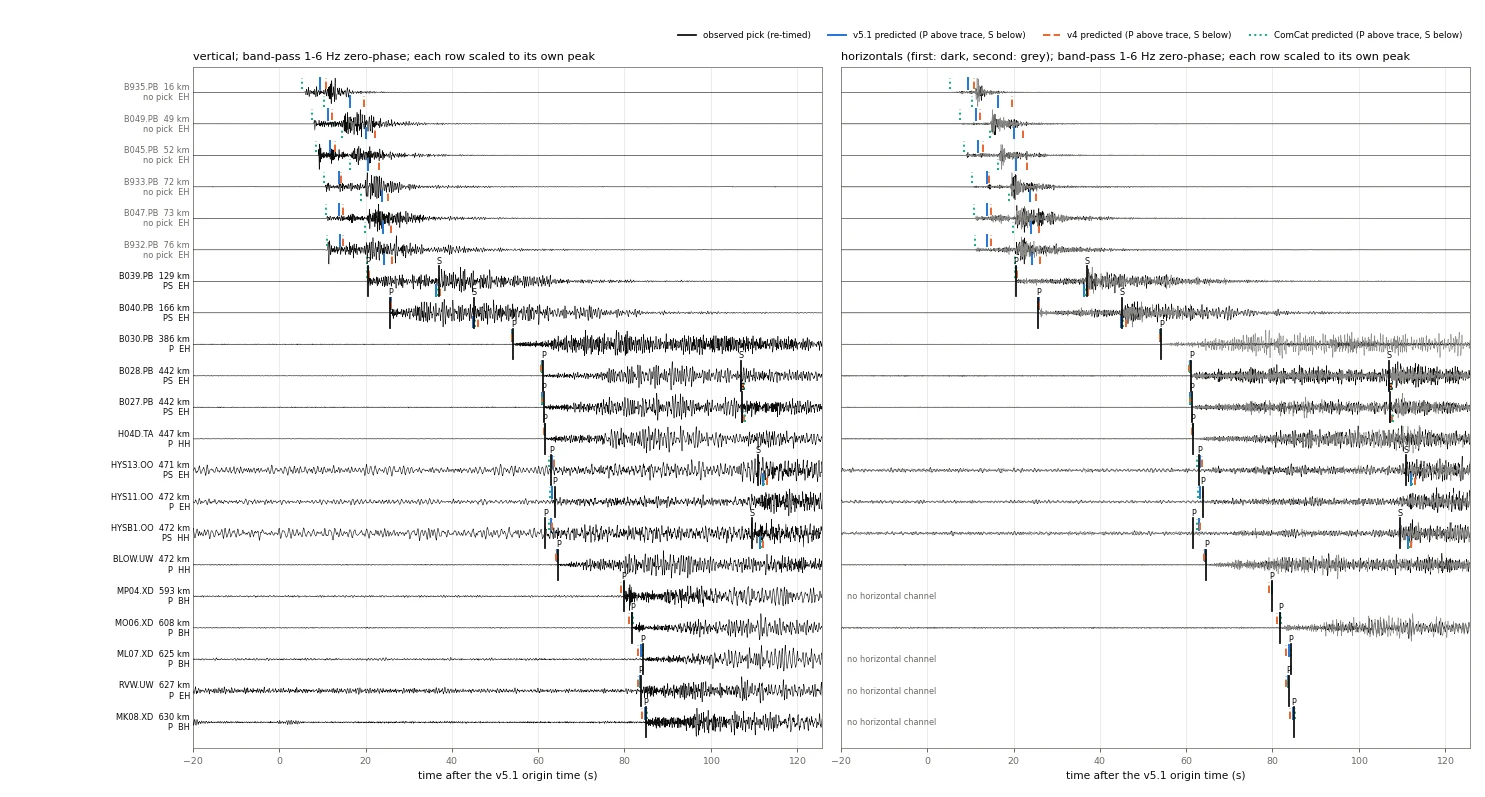 observed pick (re-timed) v5.1 predicted (P above trace, S below) v4 predicted (P above trace, S below) ComCat predicted (P above trace, S below)
vertical; band-pass 1-6 Hz zero-phase; each row scaled to its own peak
horizontals (first: dark, second: grey); band-pass 1-6 Hz zero-phase; each row scaled to its own peak
B935.PB 16 km
no pick EH
B049.PB 49 km
no pick EH
B045.PB 52 km
no pick EH
B933.PB 72 km
no pick EH
B047.PB 73 km
no pick EH
B932.PB 76 km
no pick EH
P S
P S
B039.PB 129 km
PS EH
P S
P S
B040.PB 166 km
PS EH
P
P
B030.PB 386 km
P EH
P S
P S
B028.PB 442 km
PS EH
P S
P S
B027.PB 442 km
PS EH
P
P
H04D.TA 447 km
P HH
P S
P S
HYS13.OO 471 km
PS EH
P
P
HYS11.OO 472 km
P EH
P S
P S
HYSB1.OO 472 km
PS HH
P
P
BLOW.UW 472 km
P HH
P
P
MP04.XD 593 km
P BH
no horizontal channel
P
P
MO06.XD 608 km
P BH
P
P
ML07.XD 625 km
P BH
no horizontal channel
P
P
RVW.UW 627 km
P EH
no horizontal channel
P
P
MK08.XD 630 km
P BH
no horizontal channel
−20 0 20 40 60 80 100 120
−20 0 20 40 60 80 100 120
time after the v5.1 origin time (s)
time after the v5.1 origin time (s)